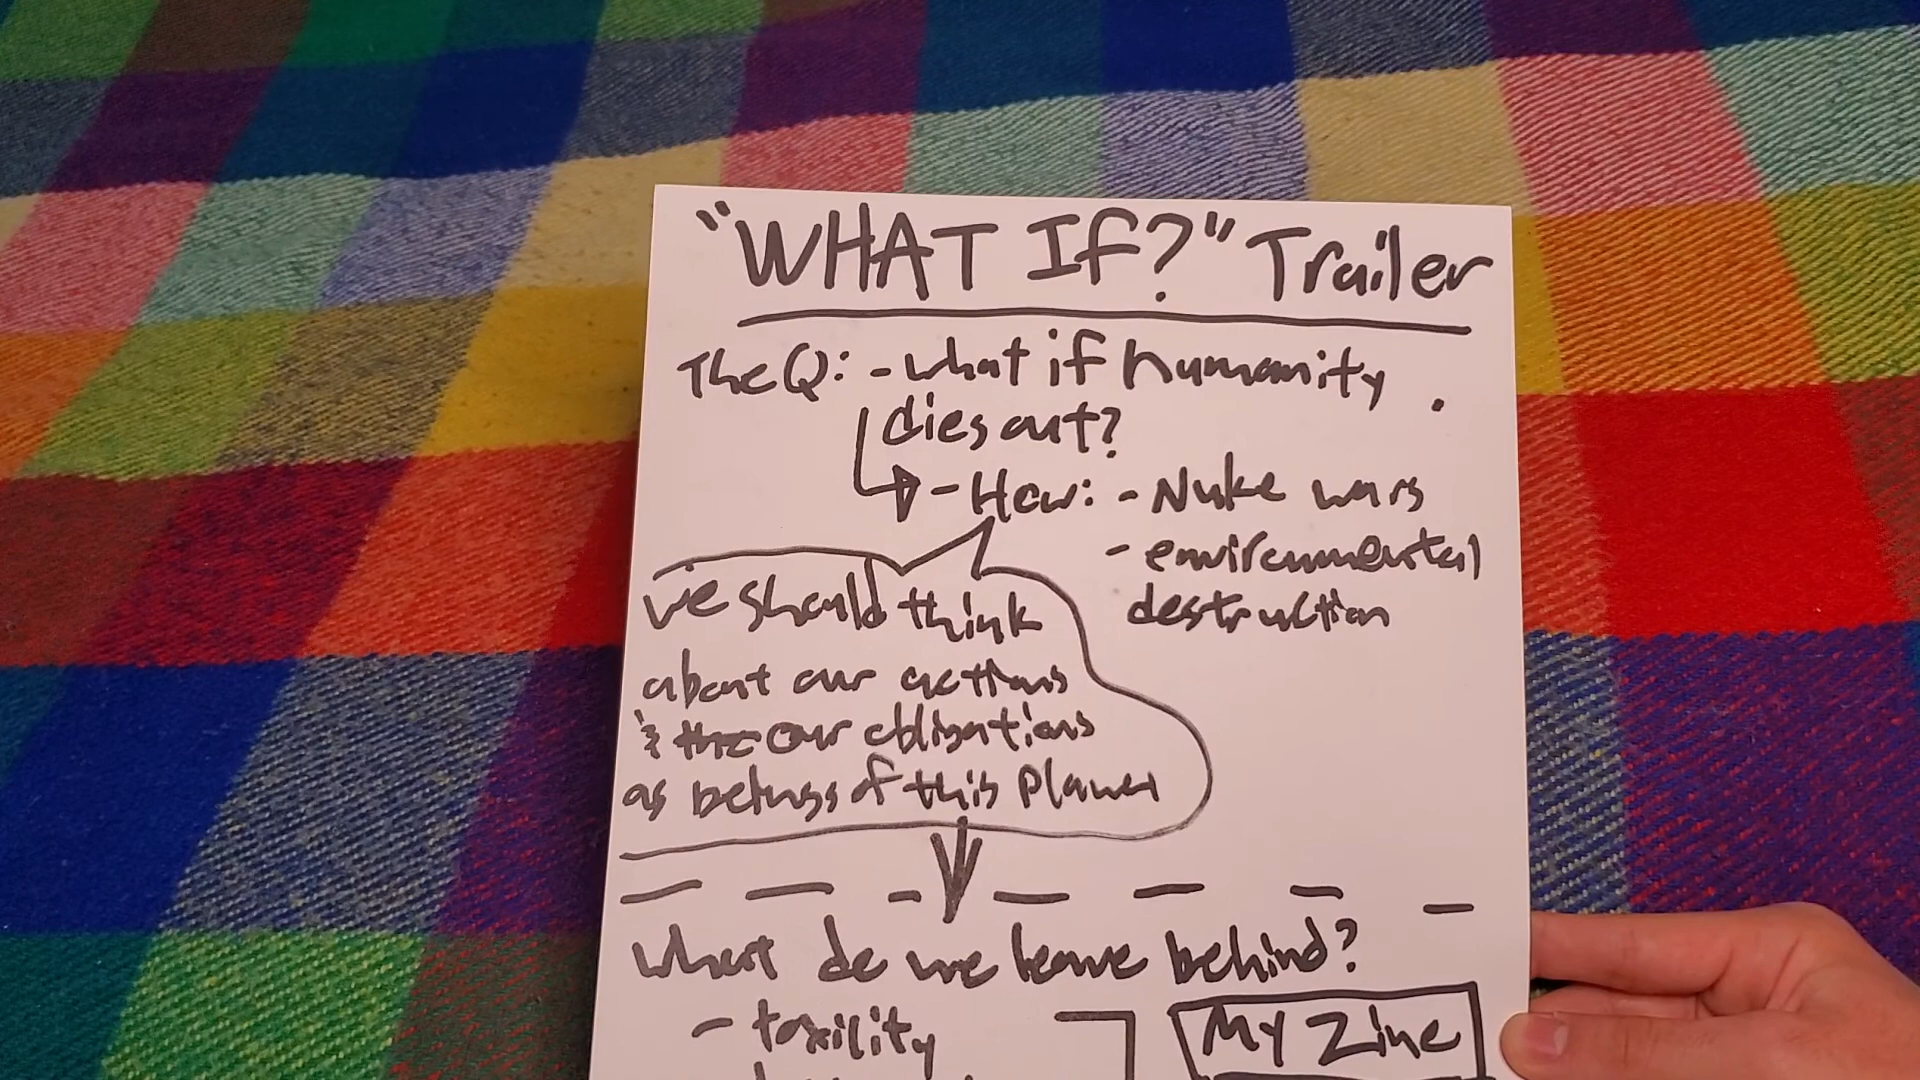 "WHAT If?" Trailer
The Q: - what if humanity
dies out?
- How: - Nuke wars
- environmental
destruction
we should think
about our actions
& the our obligations
as beings of this planet
what do we leave behind?
- toxicity
My Zine